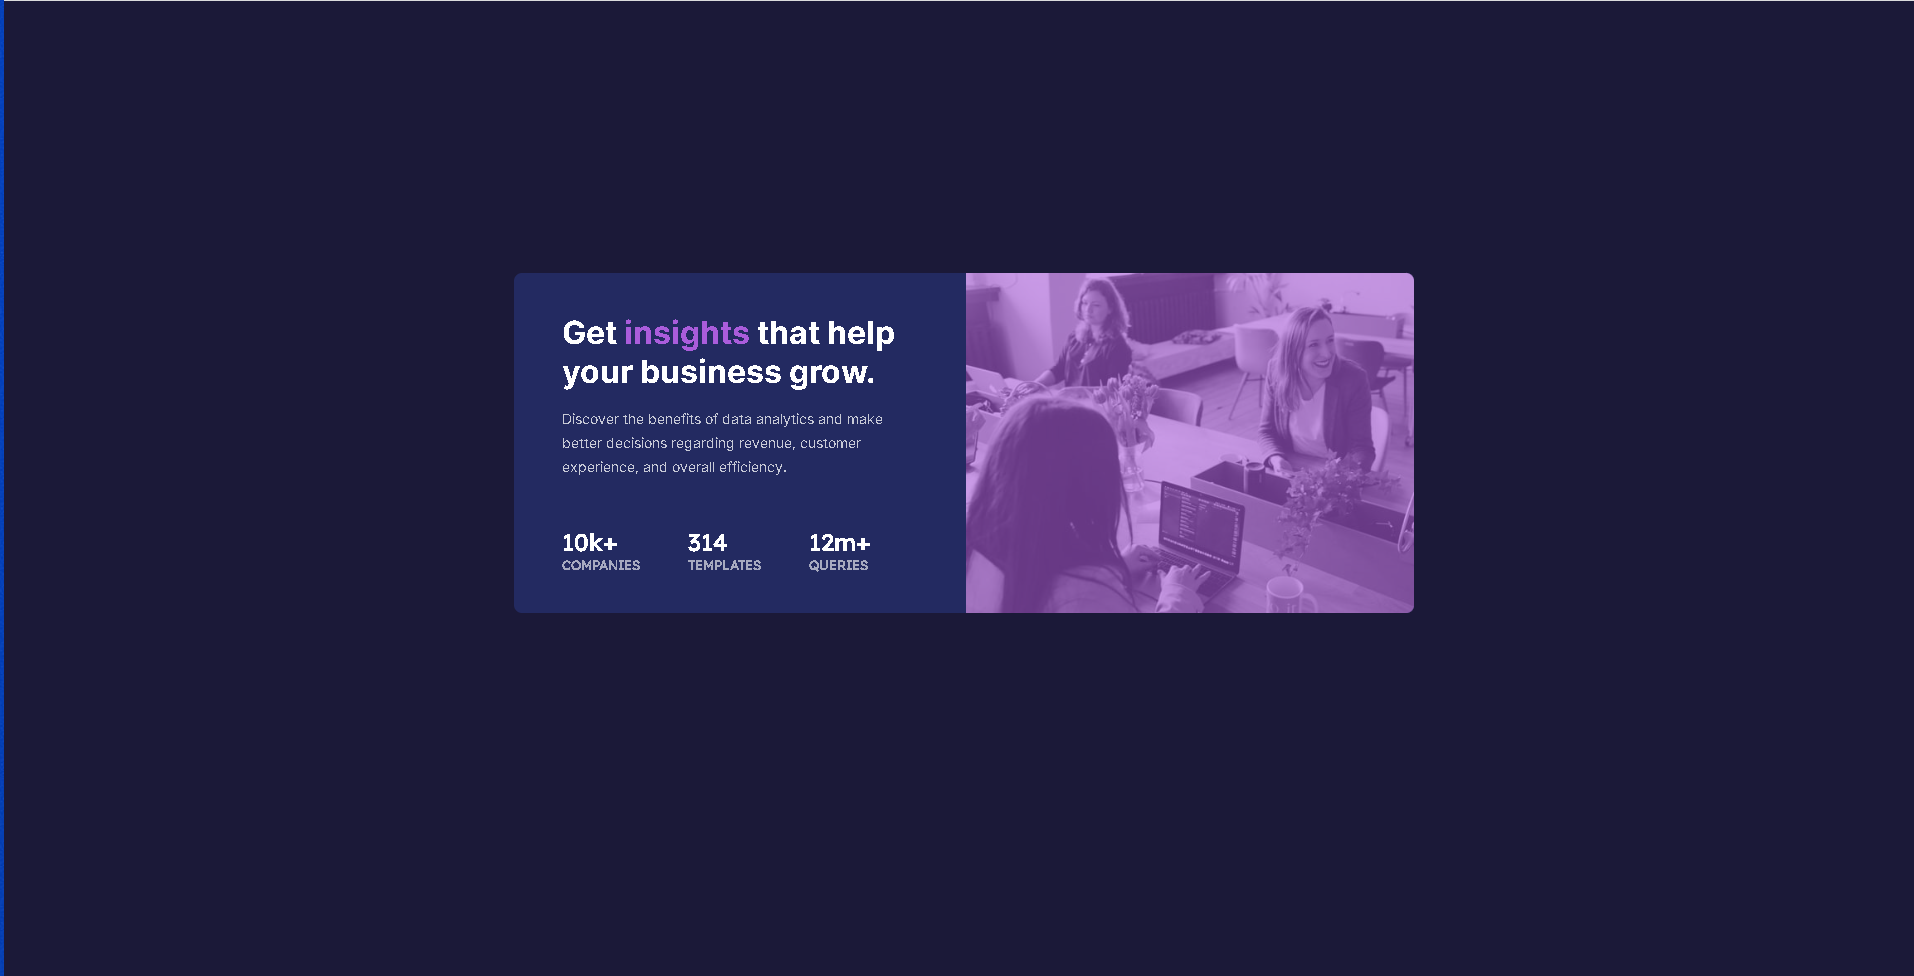 Get insights that help
your business grow.
Discover the benefits of data analytics and make
better decisions regarding revenue, customer
experience, and overall efficiency.
10k+ 314 12m+
COMPANIES TEMPLATES QUERIES